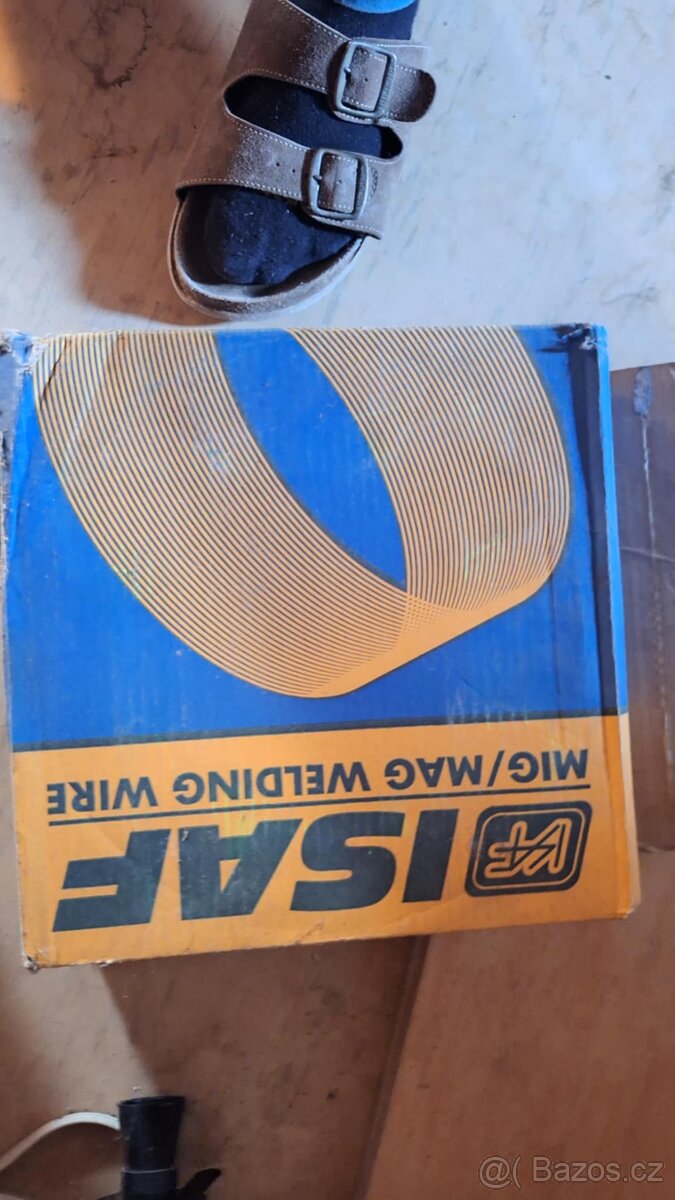 ISAF
MIG/MAG WELDING WIRE
@( Bazos.cz